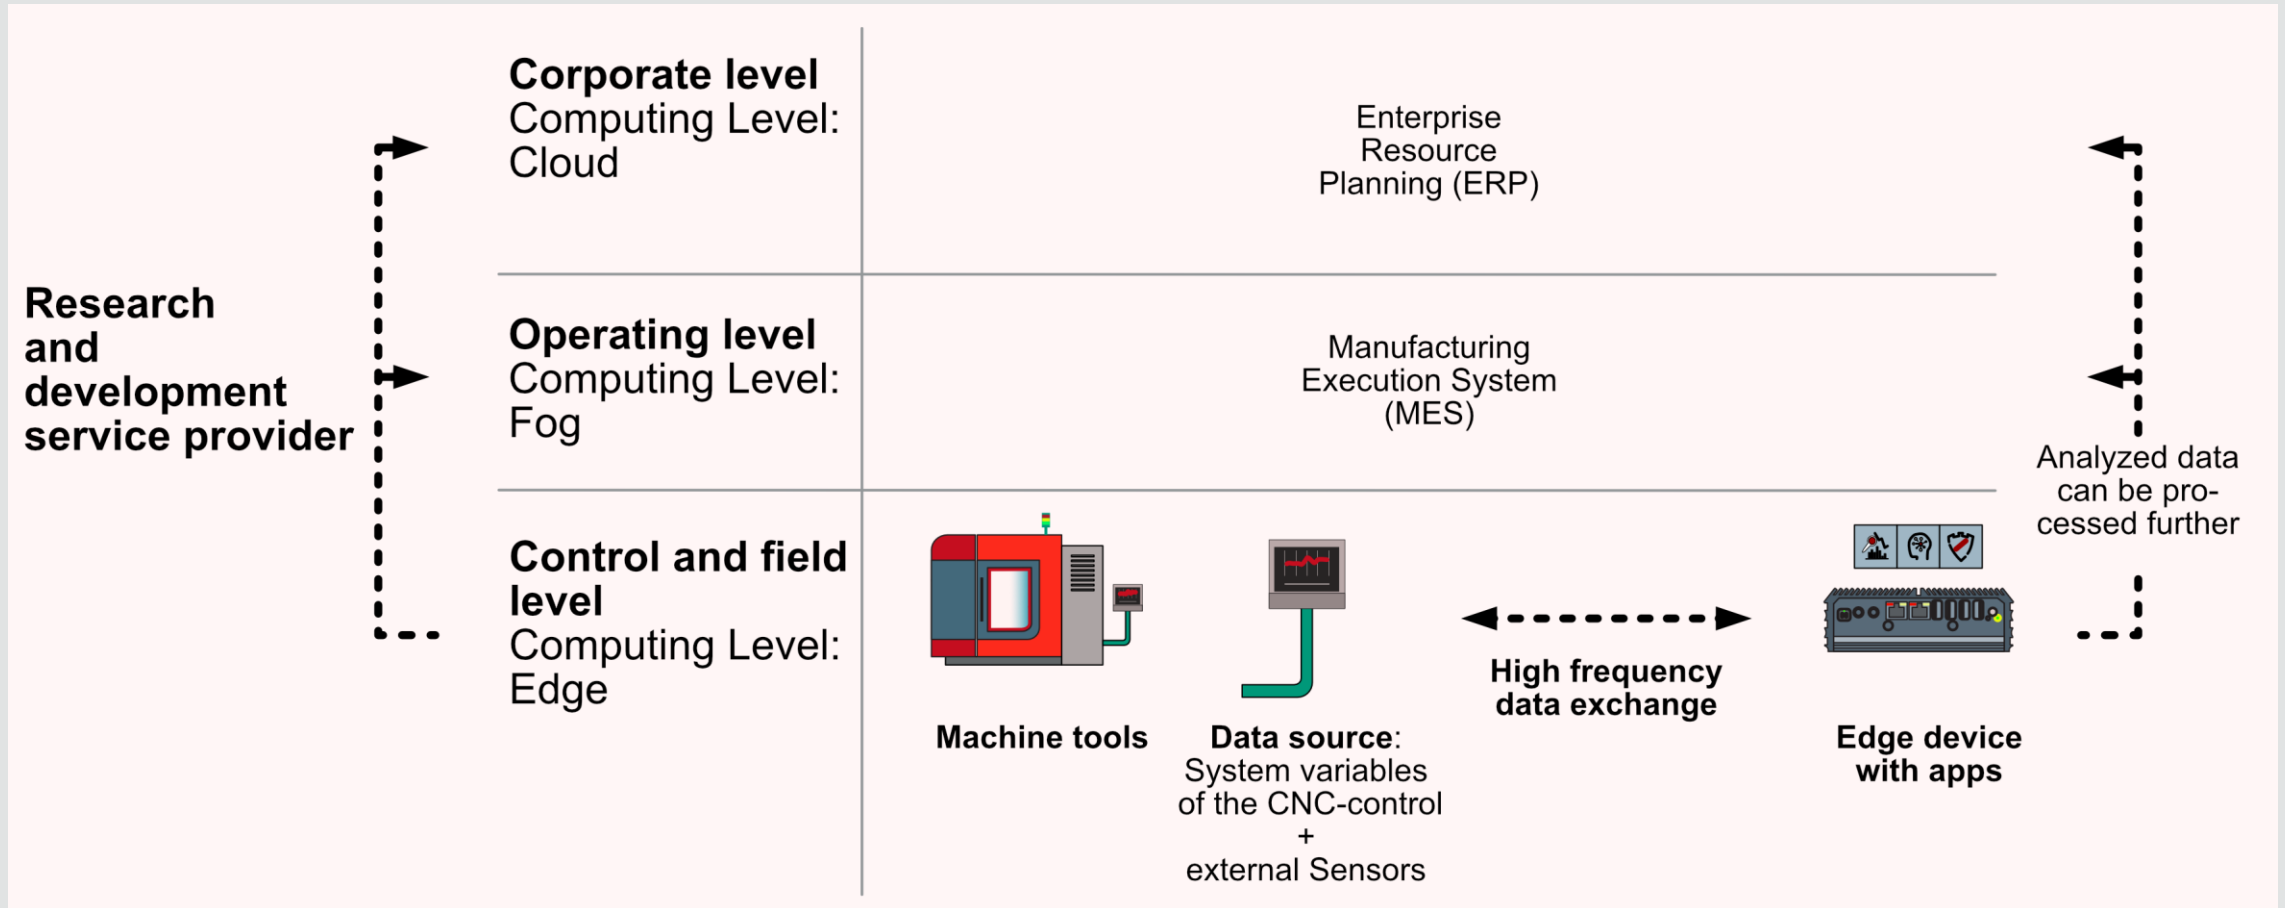 Corporate level
Computing Level:
Cloud
Enterprise
Resource
Planning (ERP)
Research
and
development
service provider
Operating level
Computing Level:
Fog
Manufacturing
Execution System
(MES)
Analyzed data
can be pro-
cessed further
Control and field
level
Computing Level:
Edge
Machine tools
Data source:
System variables
of the CNC-control
+
external Sensors
High frequency
data exchange
Edge device
with apps